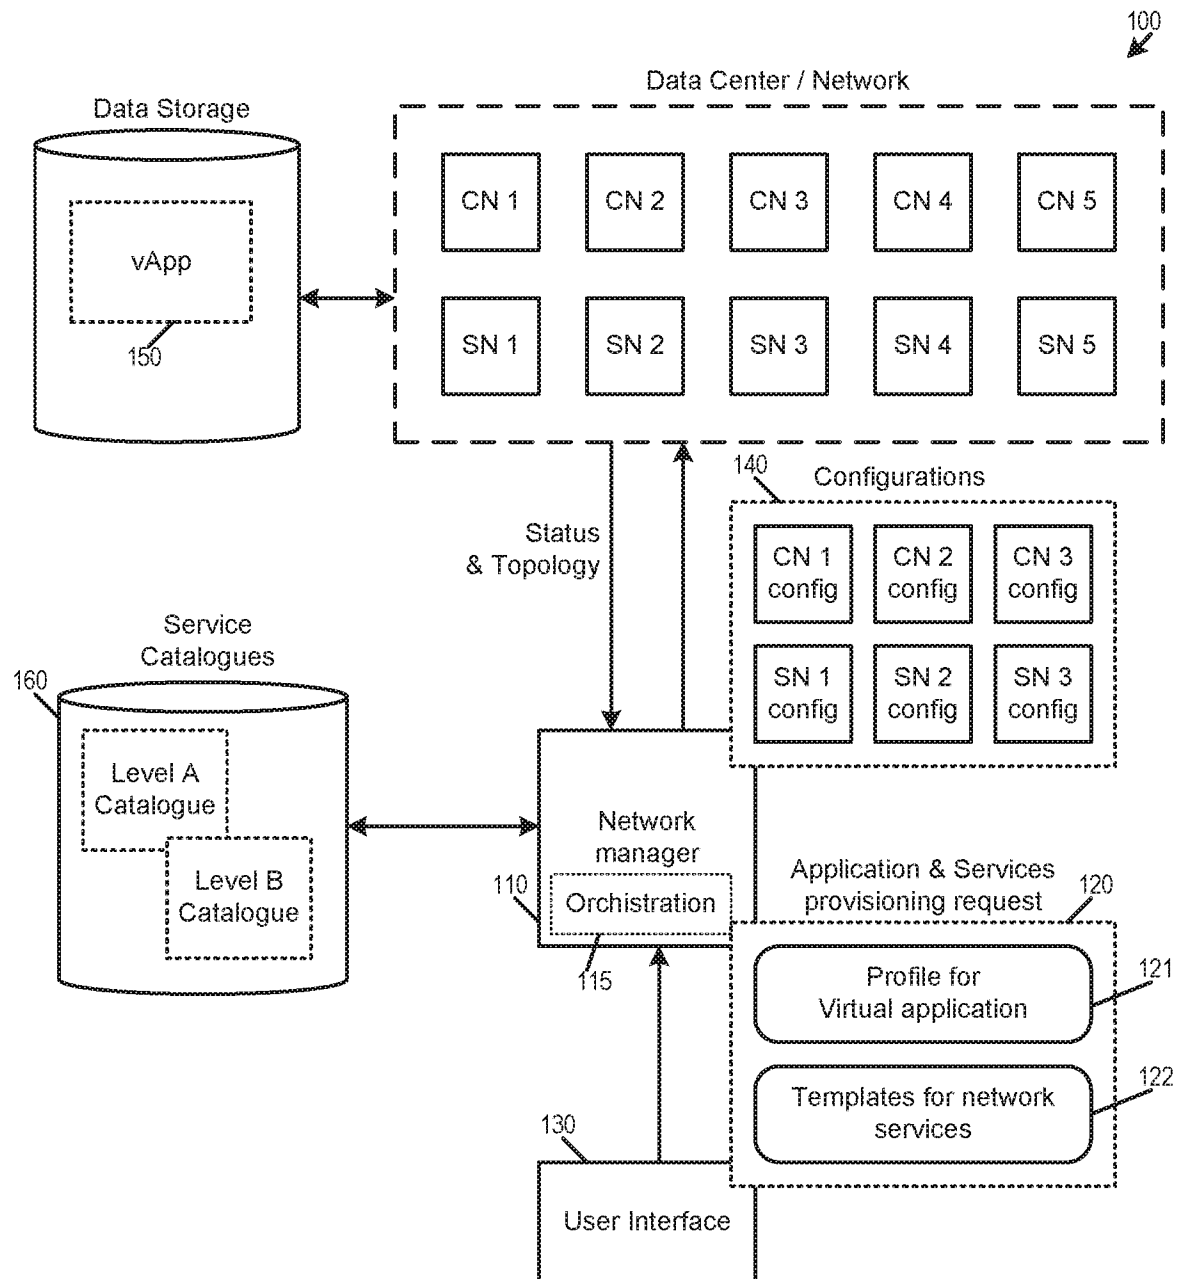 100
Data Center / Network
Data Storage
CN 1
CN 2
CN 3
CN 4
CN 5
vApp
150
SN 1
SN 2
SN 3
SN 4
SN 5
140
Configurations
Status
& Topology
CN 1
config
CN 2
config
CN 3
config
SN 1
config
SN 2
config
SN 3
config
Service
Catalogues
160
Level A
Catalogue
Level B
Catalogue
Network
manager
110
Orchistration
115
Application & Services
provisioning request
120
Profile for
Virtual application
121
Templates for network
services
122
130
User Interface